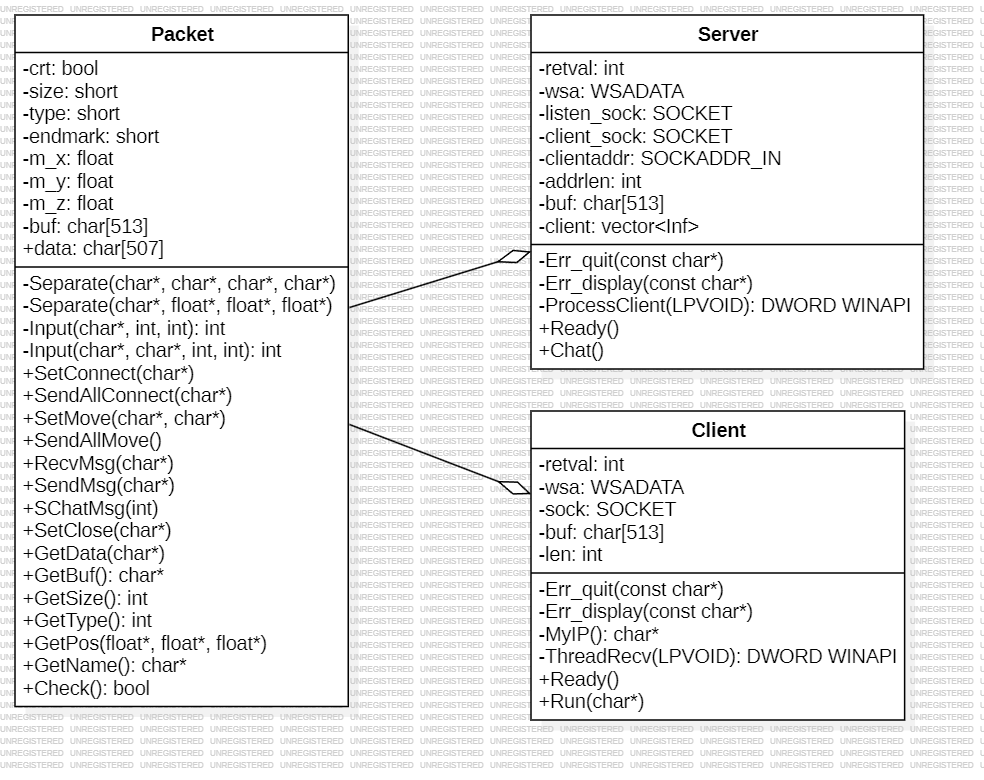 Packet
-crt: bool
-size: short
-type: short
-endmark: short
-m_x: float
-m_y: float
-m_z: float
-buf: char[513]
+data: char[507]
-Separate(char*, char*, char*, char*)
-Separate(char*, float*, float*, float*)
-Input(char*, int, int): int
-Input(char*, char*, int, int): int
+SetConnect(char*)
+SendAllConnect(char*)
+SetMove(char*, char*)
+SendAllMove()
+RecvMsg(char*)
+SendMsg(char*)
+SChatMsg(int)
+SetClose(char*)
+GetData(char*)
+GetBuf(): char*
+GetSize(): int
+GetType(): int
+GetPos(float*, float*, float*)
+GetName(): char*
+Check(): bool
Server
-retval: int
-wsa: WSADATA
-listen_sock: SOCKET
-client_sock: SOCKET
-clientaddr: SOCKADDR_IN
-addrlen: int
-buf: char[513]
-client: vector<Inf>
-Err_quit(const char*)
-Err_display(const char*)
-ProcessClient(LPVOID): DWORD WINAPI
+Ready()
+Chat()
Client
-retval: int
-wsa: WSADATA
-sock: SOCKET
-buf: char[513]
-len: int
-Err_quit(const char*)
-Err_display(const char*)
-MyIP(): char*
-ThreadRecv(LPVOID): DWORD WINAPI
+Ready()
+Run(char*)
UNREGISTERED